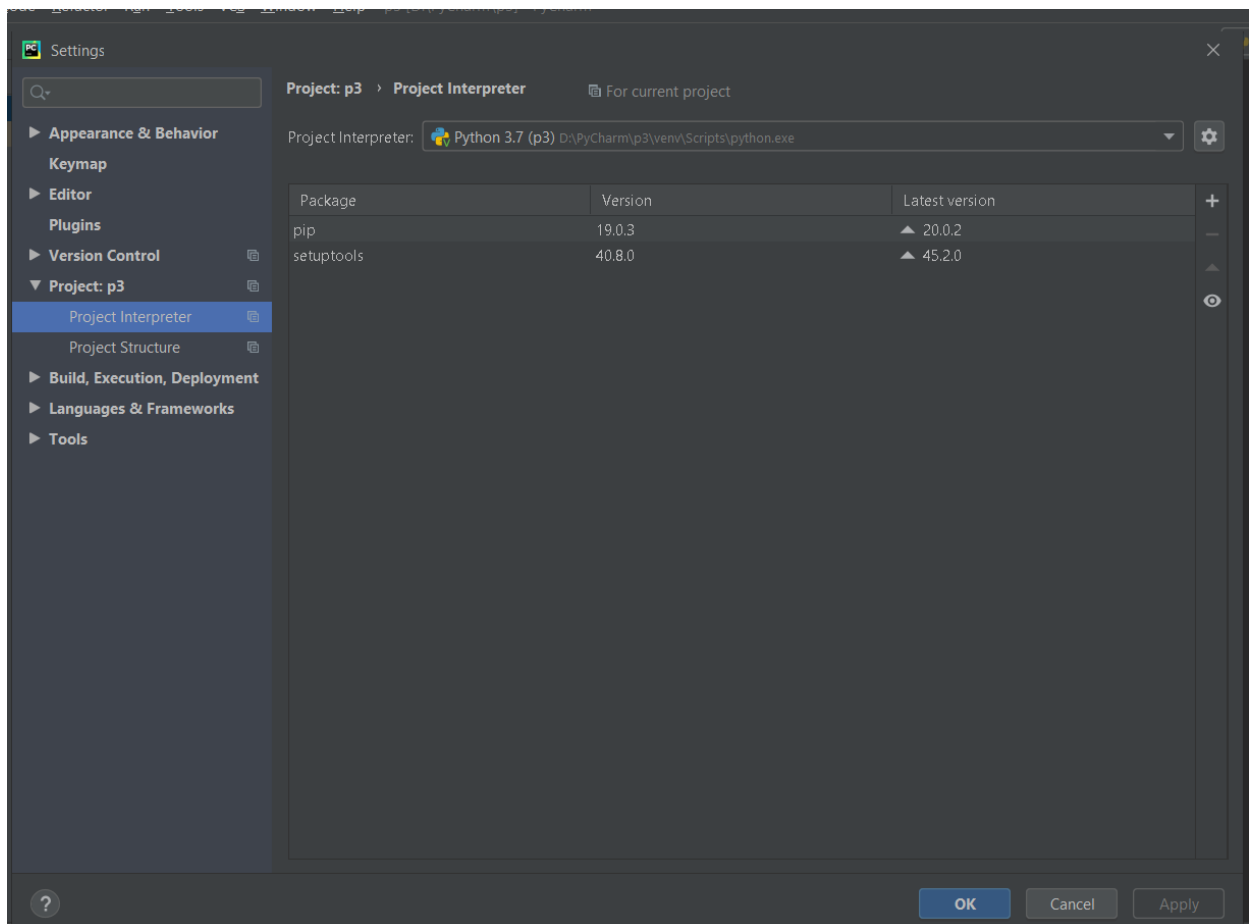 Settings
Project: p3 › Project Interpreter For current project
Appearance & Behavior
Keymap
Editor
Plugins
Version Control
Project: p3
Project Interpreter
Project Structure
Build, Execution, Deployment
Languages & Frameworks
Tools
Project Interpreter: Python 3.7 (p3) D:\PyCharm\p3\venv\Scripts\python.exe
Package Version Latest version
pip 19.0.3 20.0.2
setuptools 40.8.0 45.2.0
? OK Cancel Apply